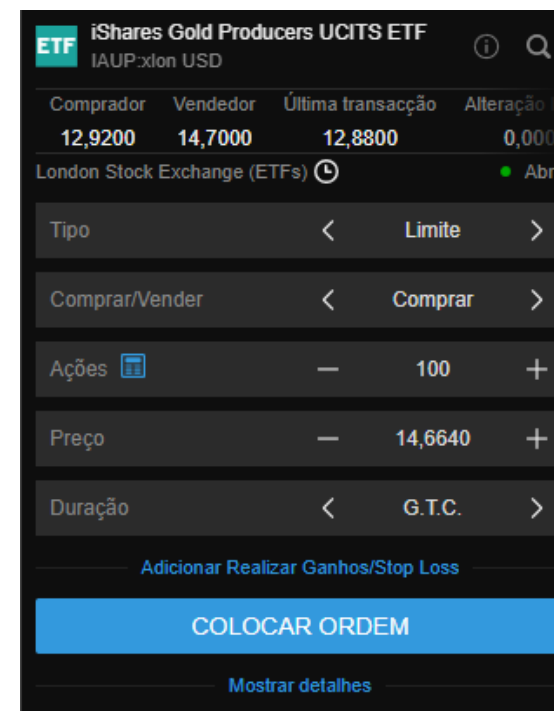 ETF
iShares Gold Producers UCITS ETF
IAUP:xlon USD
Comprador Vendedor Última transacção Alteração
12,9200 14,7000 12,8800 0,000
London Stock Exchange (ETFs) Abr
Tipo Limite
Comprar/Vender Comprar
Ações 100
Preço 14,6640
Duração G.T.C.
Adicionar Realizar Ganhos/Stop Loss
COLOCAR ORDEM
Mostrar detalhes